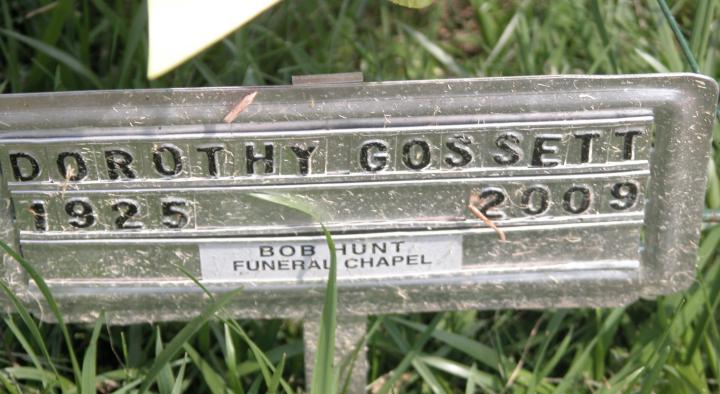 DOROTHY GOSSETT
1925 2009
BOB HUNT
FUNERAL CHAPEL